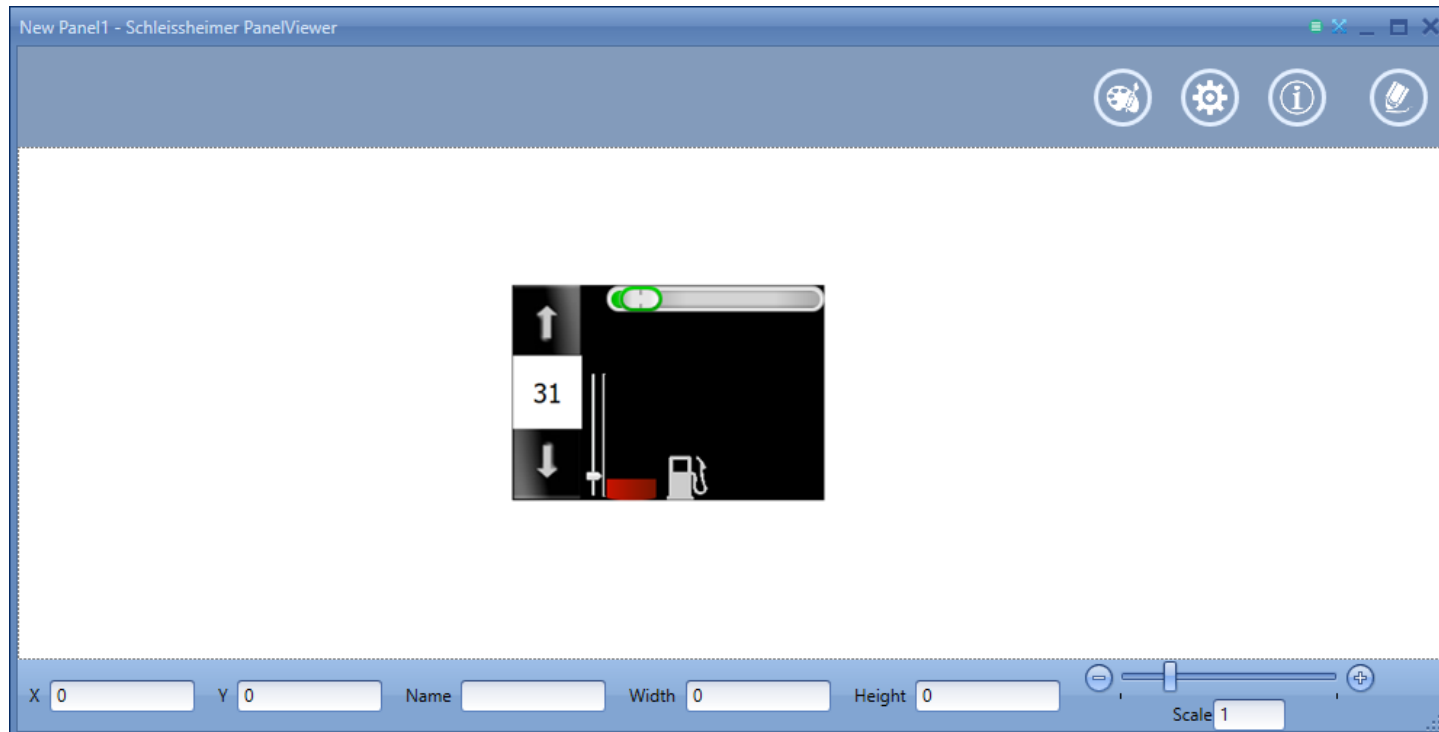 New Panel1 - Schleissheimer PanelViewer
31
X 0 Y 0 Name Width 0 Height 0
Scale 1